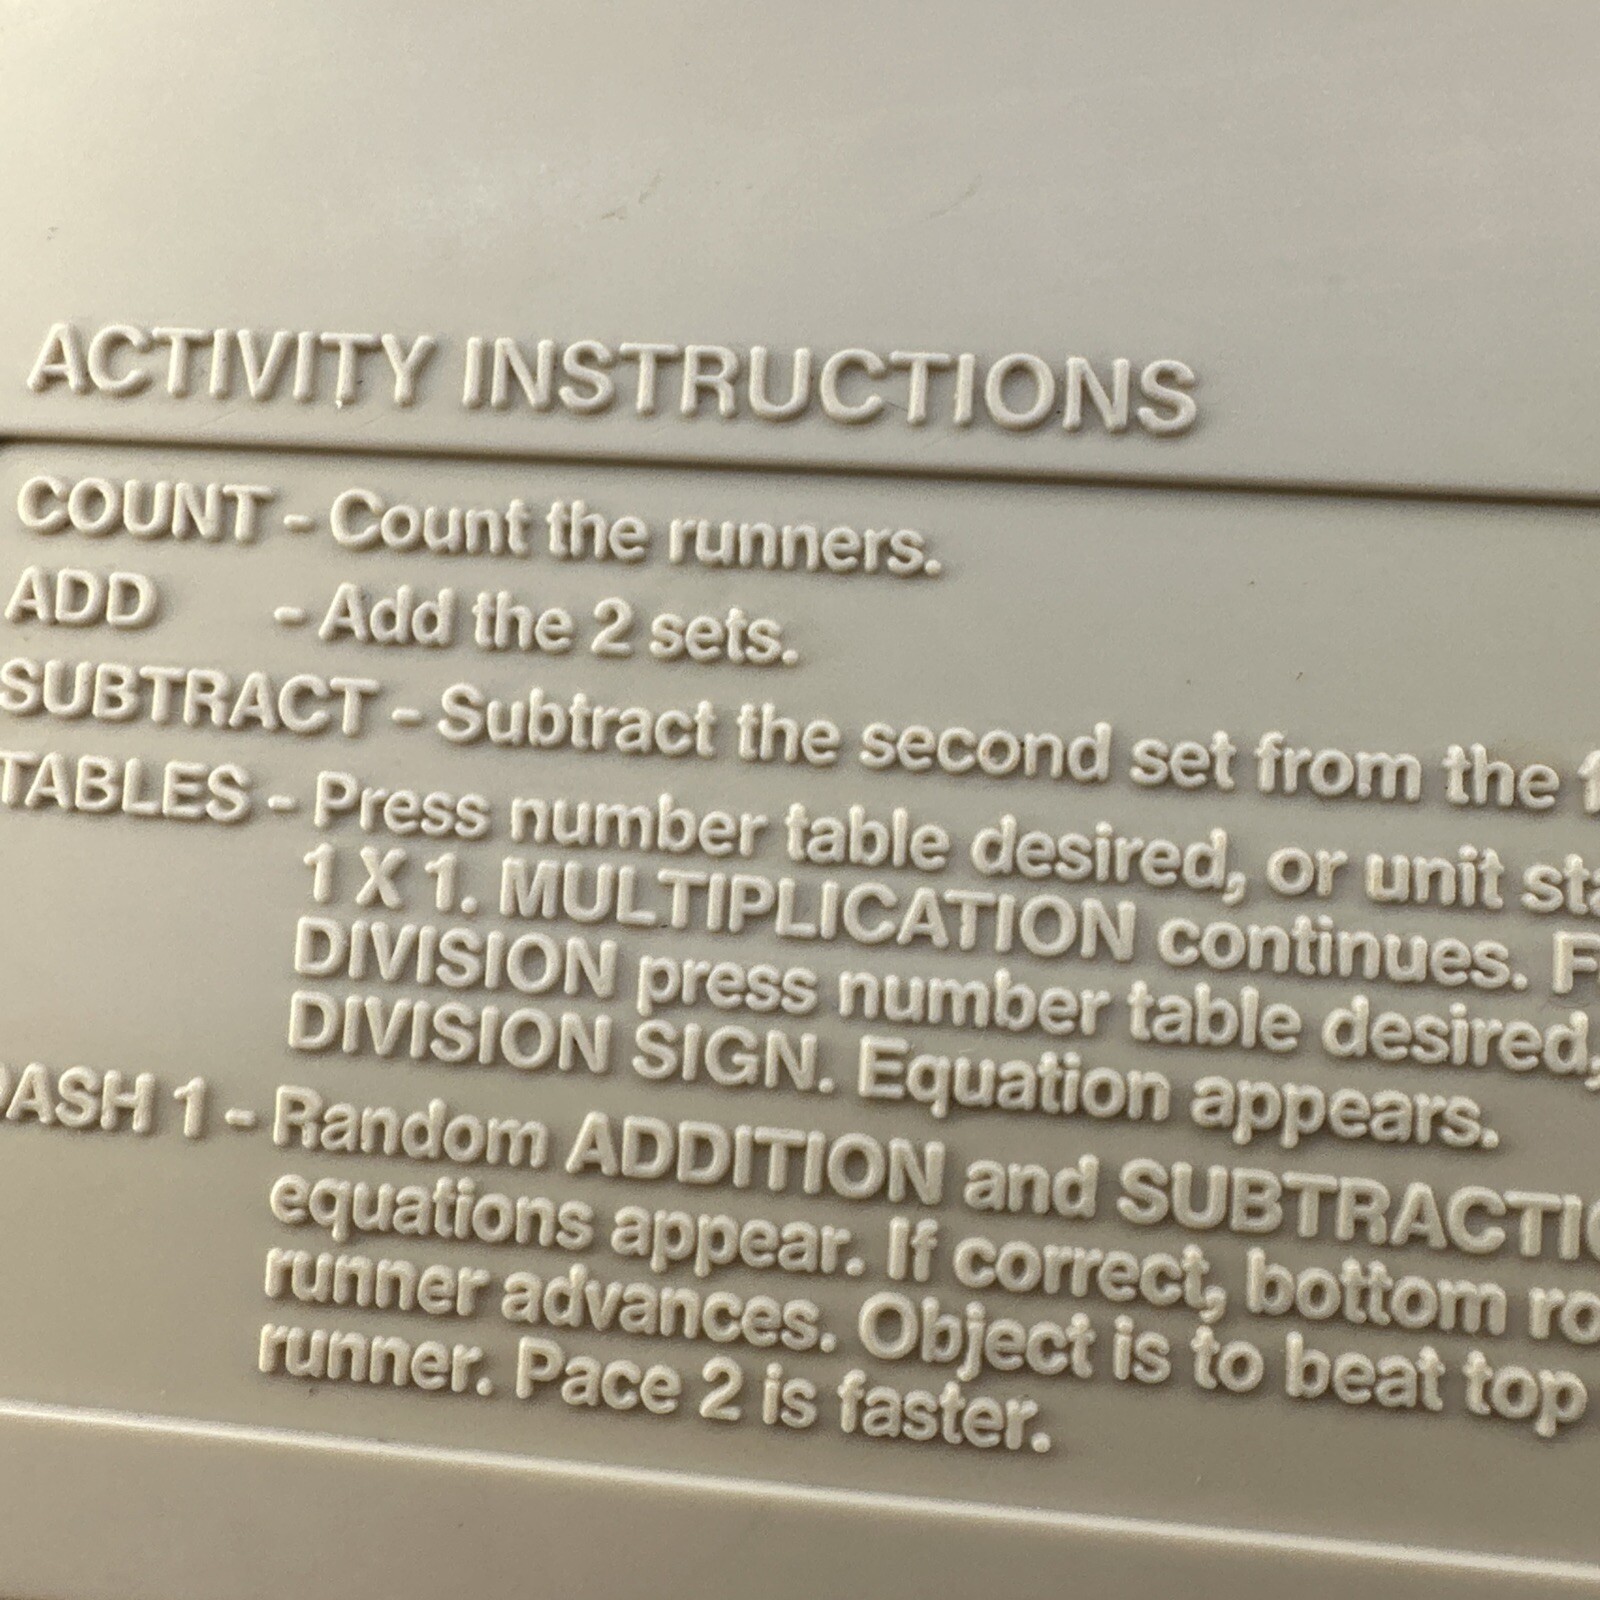 ACTIVITY INSTRUCTIONS
COUNT - Count the runners.
ADD - Add the 2 sets.
SUBTRACT - Subtract the second set from the
TABLES - Press number table desired, or unit
1 X 1. MULTIPLICATION continues.
DIVISION press number table desired,
DIVISION SIGN. Equation appears.
DASH 1 - Random ADDITION and
equations appear. If correct, bottom
runner advances. Object is to beat top
runner. Pace 2 is faster.